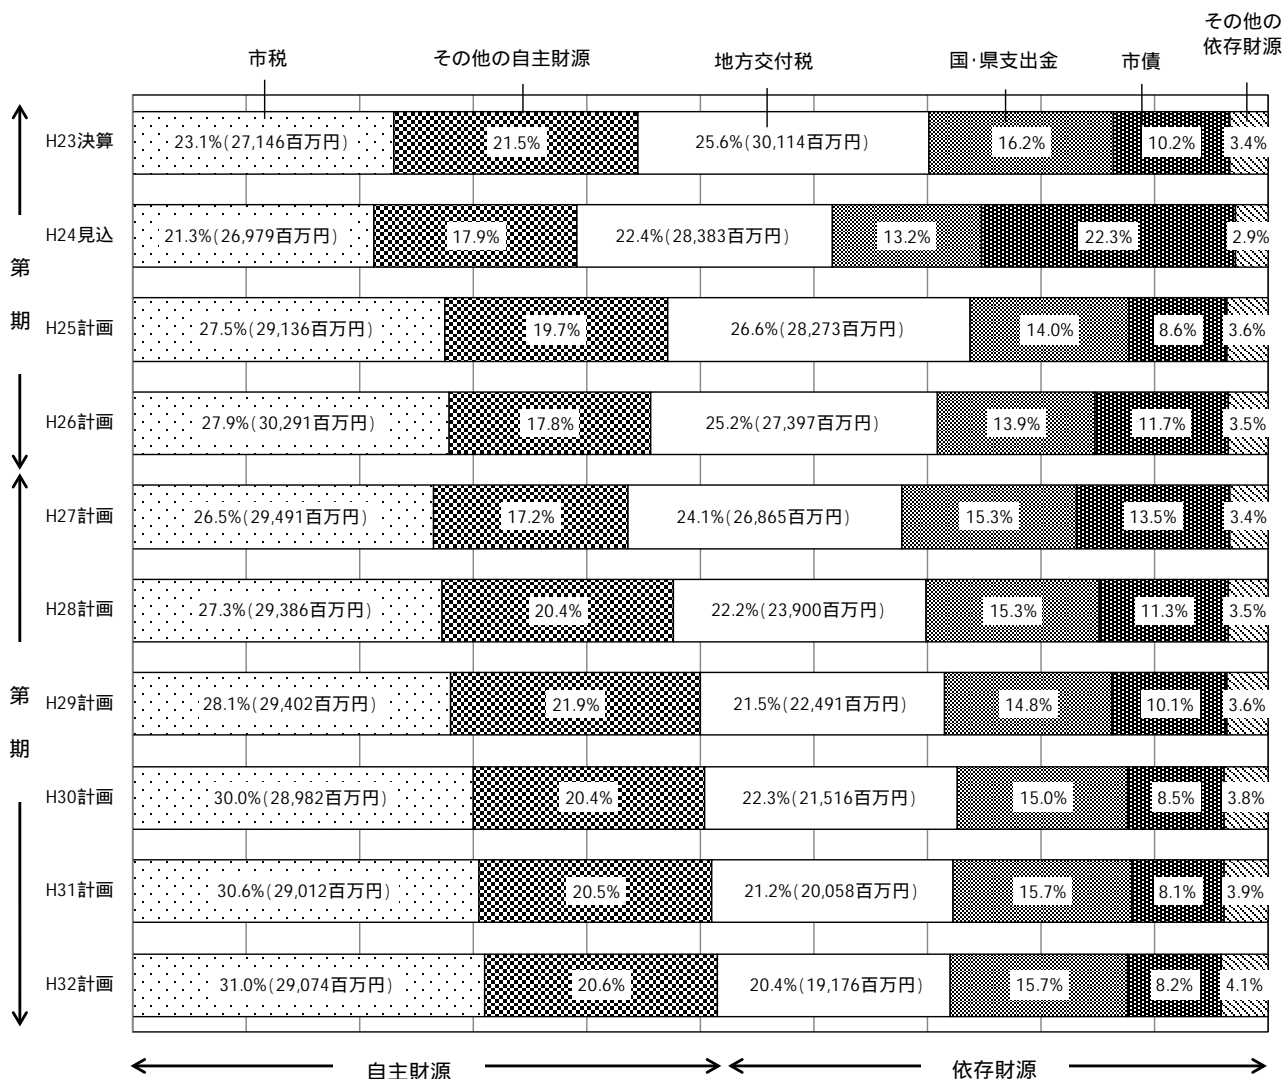 その他の
依存財源
市税 その他の自主財源 地方交付税 国・県支出金 市債
H23決算 23.1%(27,146百万円) 21.5% 25.6%(30,114百万円) 16.2% 10.2% 3.4%
H24見込 21.3%(26,979百万円) 17.9% 22.4%(28,383百万円) 13.2% 22.3% 2.9%
第
期
H25計画 27.5%(29,136百万円) 19.7% 26.6%(28,273百万円) 14.0% 8.6% 3.6%
H26計画 27.9%(30,291百万円) 17.8% 25.2%(27,397百万円) 13.9% 11.7% 3.5%
H27計画 26.5%(29,491百万円) 17.2% 24.1%(26,865百万円) 15.3% 13.5% 3.4%
H28計画 27.3%(29,386百万円) 20.4% 22.2%(23,900百万円) 15.3% 11.3% 3.5%
第
期
H29計画 28.1%(29,402百万円) 21.9% 21.5%(22,491百万円) 14.8% 10.1% 3.6%
H30計画 30.0%(28,982百万円) 20.4% 22.3%(21,516百万円) 15.0% 8.5% 3.8%
H31計画 30.6%(29,012百万円) 20.5% 21.2%(20,058百万円) 15.7% 8.1% 3.9%
H32計画 31.0%(29,074百万円) 20.6% 20.4%(19,176百万円) 15.7% 8.2% 4.1%
自主財源 依存財源